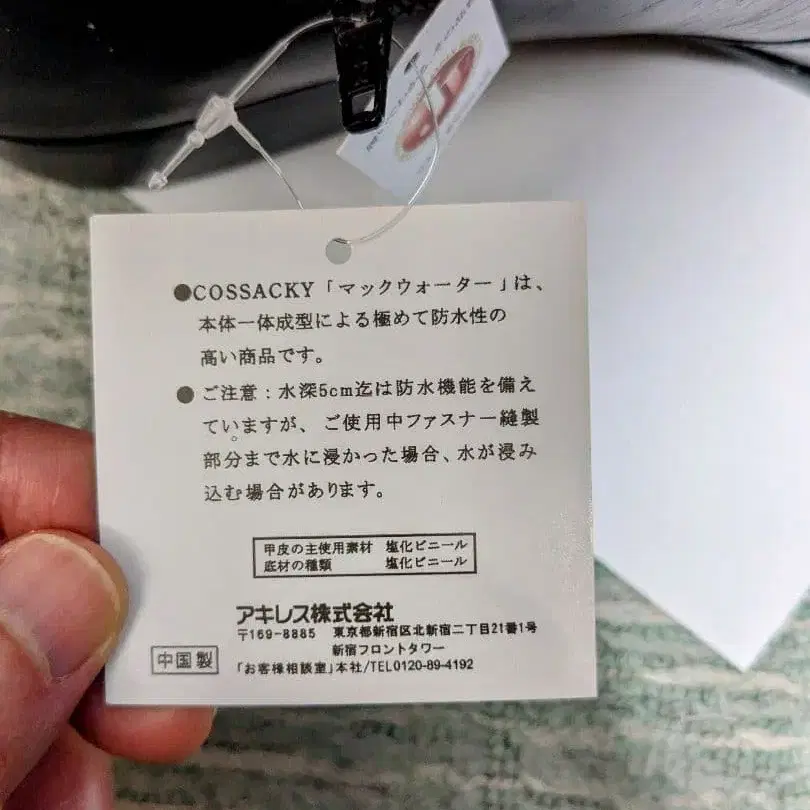 ●COSSACKY「マックウォーター」は、
本体一体成型による極めて防水性の
高い商品です。
●ご注意：水深5cm迄は防水機能を備え
ていますが、ご使用中ファスナー縫製
部分まで水に浸かった場合、水が浸み
込む場合があります。
甲皮の主使用素材 塩化ビニール
底材の種類 塩化ビニール
アキレス株式会社
〒169-8885 東京都新宿区北新宿二丁目21番1号
新宿フロントタワー
中国製 「お客様相談室」本社/TEL0120-89-4192